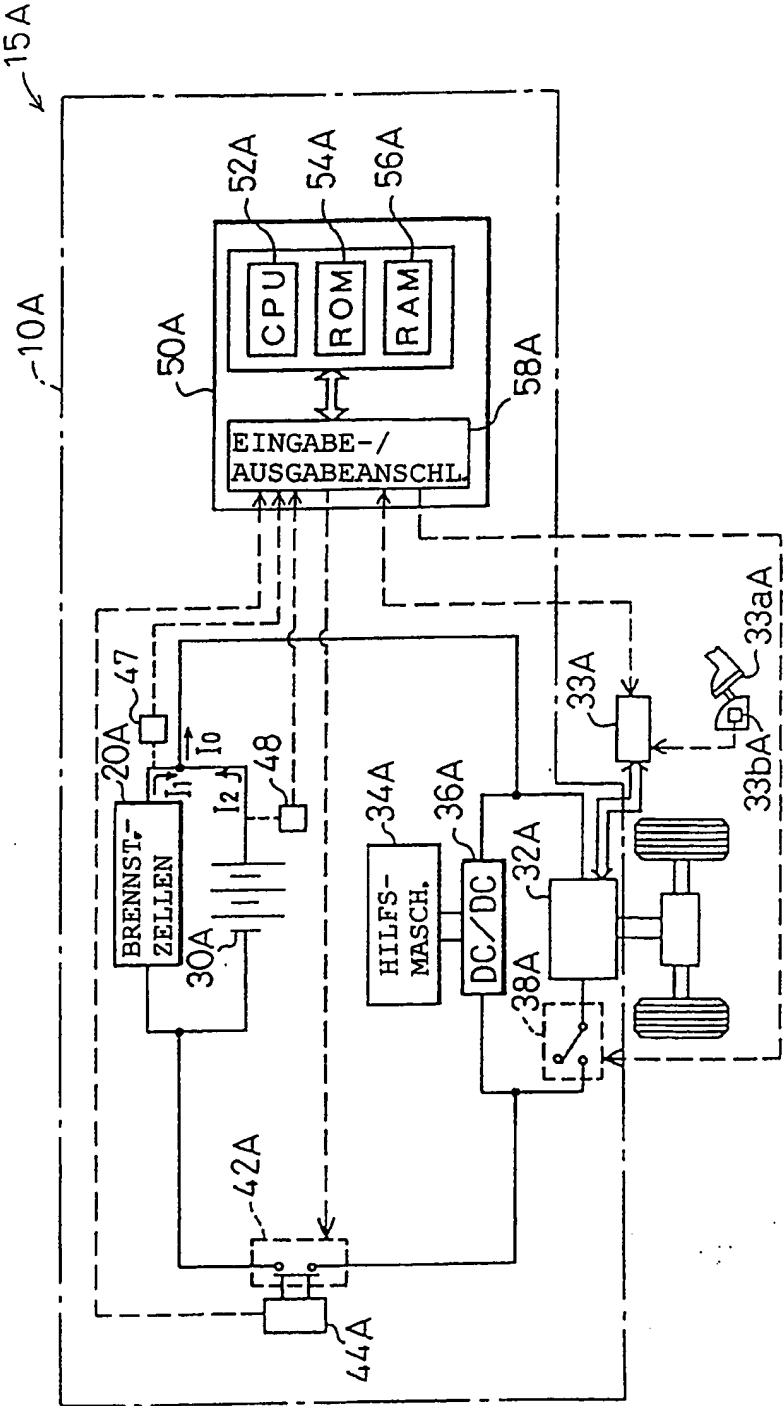 15A
10A
50A
52A
CPU
54A
ROM
56A
RAM
EINGABE-/
AUSGABEANSCHL.
58A
47
20A
BRENNST.-
ZELLEN
I1
I0
I2
48
30A
34A
HILFS-
MASCH.
36A
DC/DC
32A
38A
33A
33aA
33bA
42A
44A